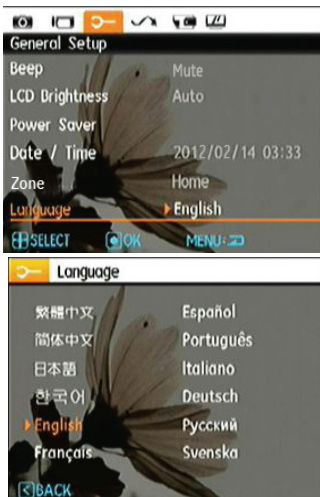 General Setup
Beep Mute
LCD Brightness Auto
Power Saver
Date / Time 2012/02/14 03:33
Zone Home
Language English
SELECT OK MENU:
Language
繁體中文 Español
简体中文 Português
日本語 Italiano
한국어 Deutsch
English Русский
Français Svenska
BACK